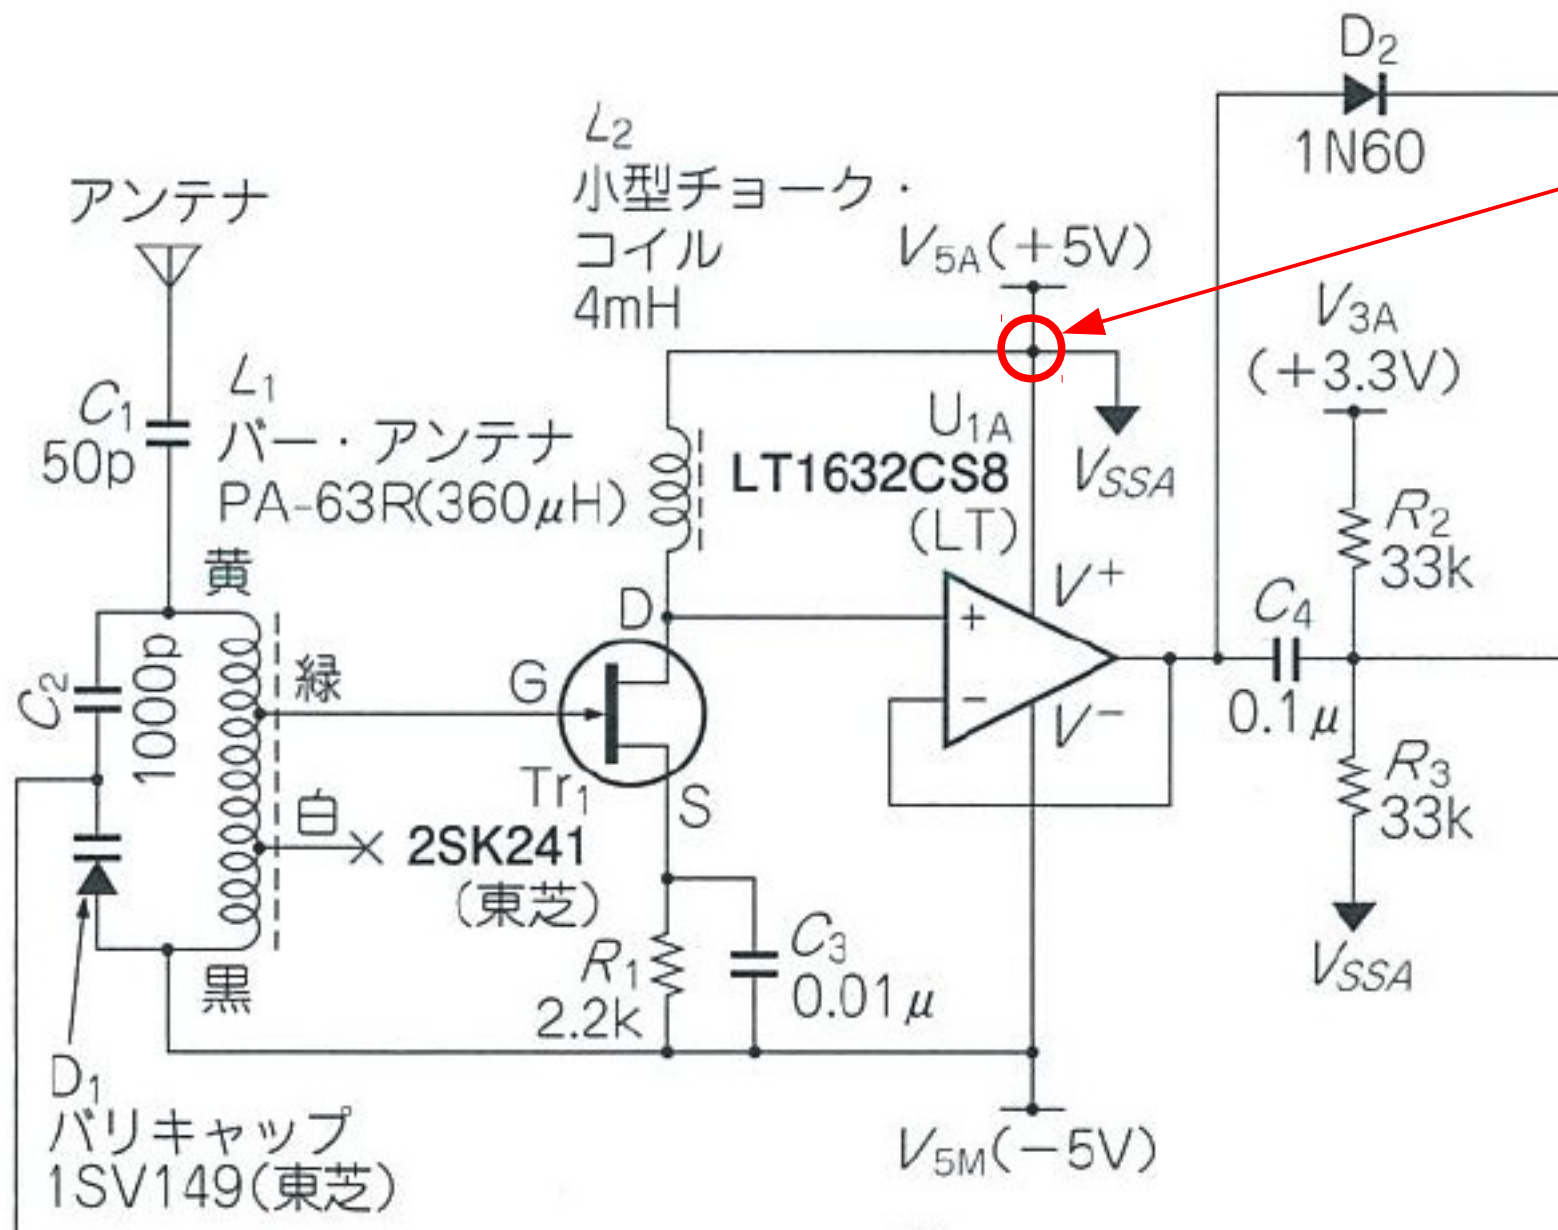 D2
1N60
L2
小型チョーク・
コイル
4mH
アンテナ
V5A(+5V)
V3A
(+3.3V)
C1
50p
L1
バー・アンテナ
PA-63R(360μH)
U1A
LT1632CS8
(LT)
VSSA
R2
33k
黄
C2
1000p
緑
白
黒
D
G
S
Tr1
2SK241
(東芝)
+
-
V+
V-
C4
0.1μ
R3
33k
VSSA
R1
2.2k
C3
0.01μ
D1
バリキャップ
1SV149(東芝)
V5M(-5V)